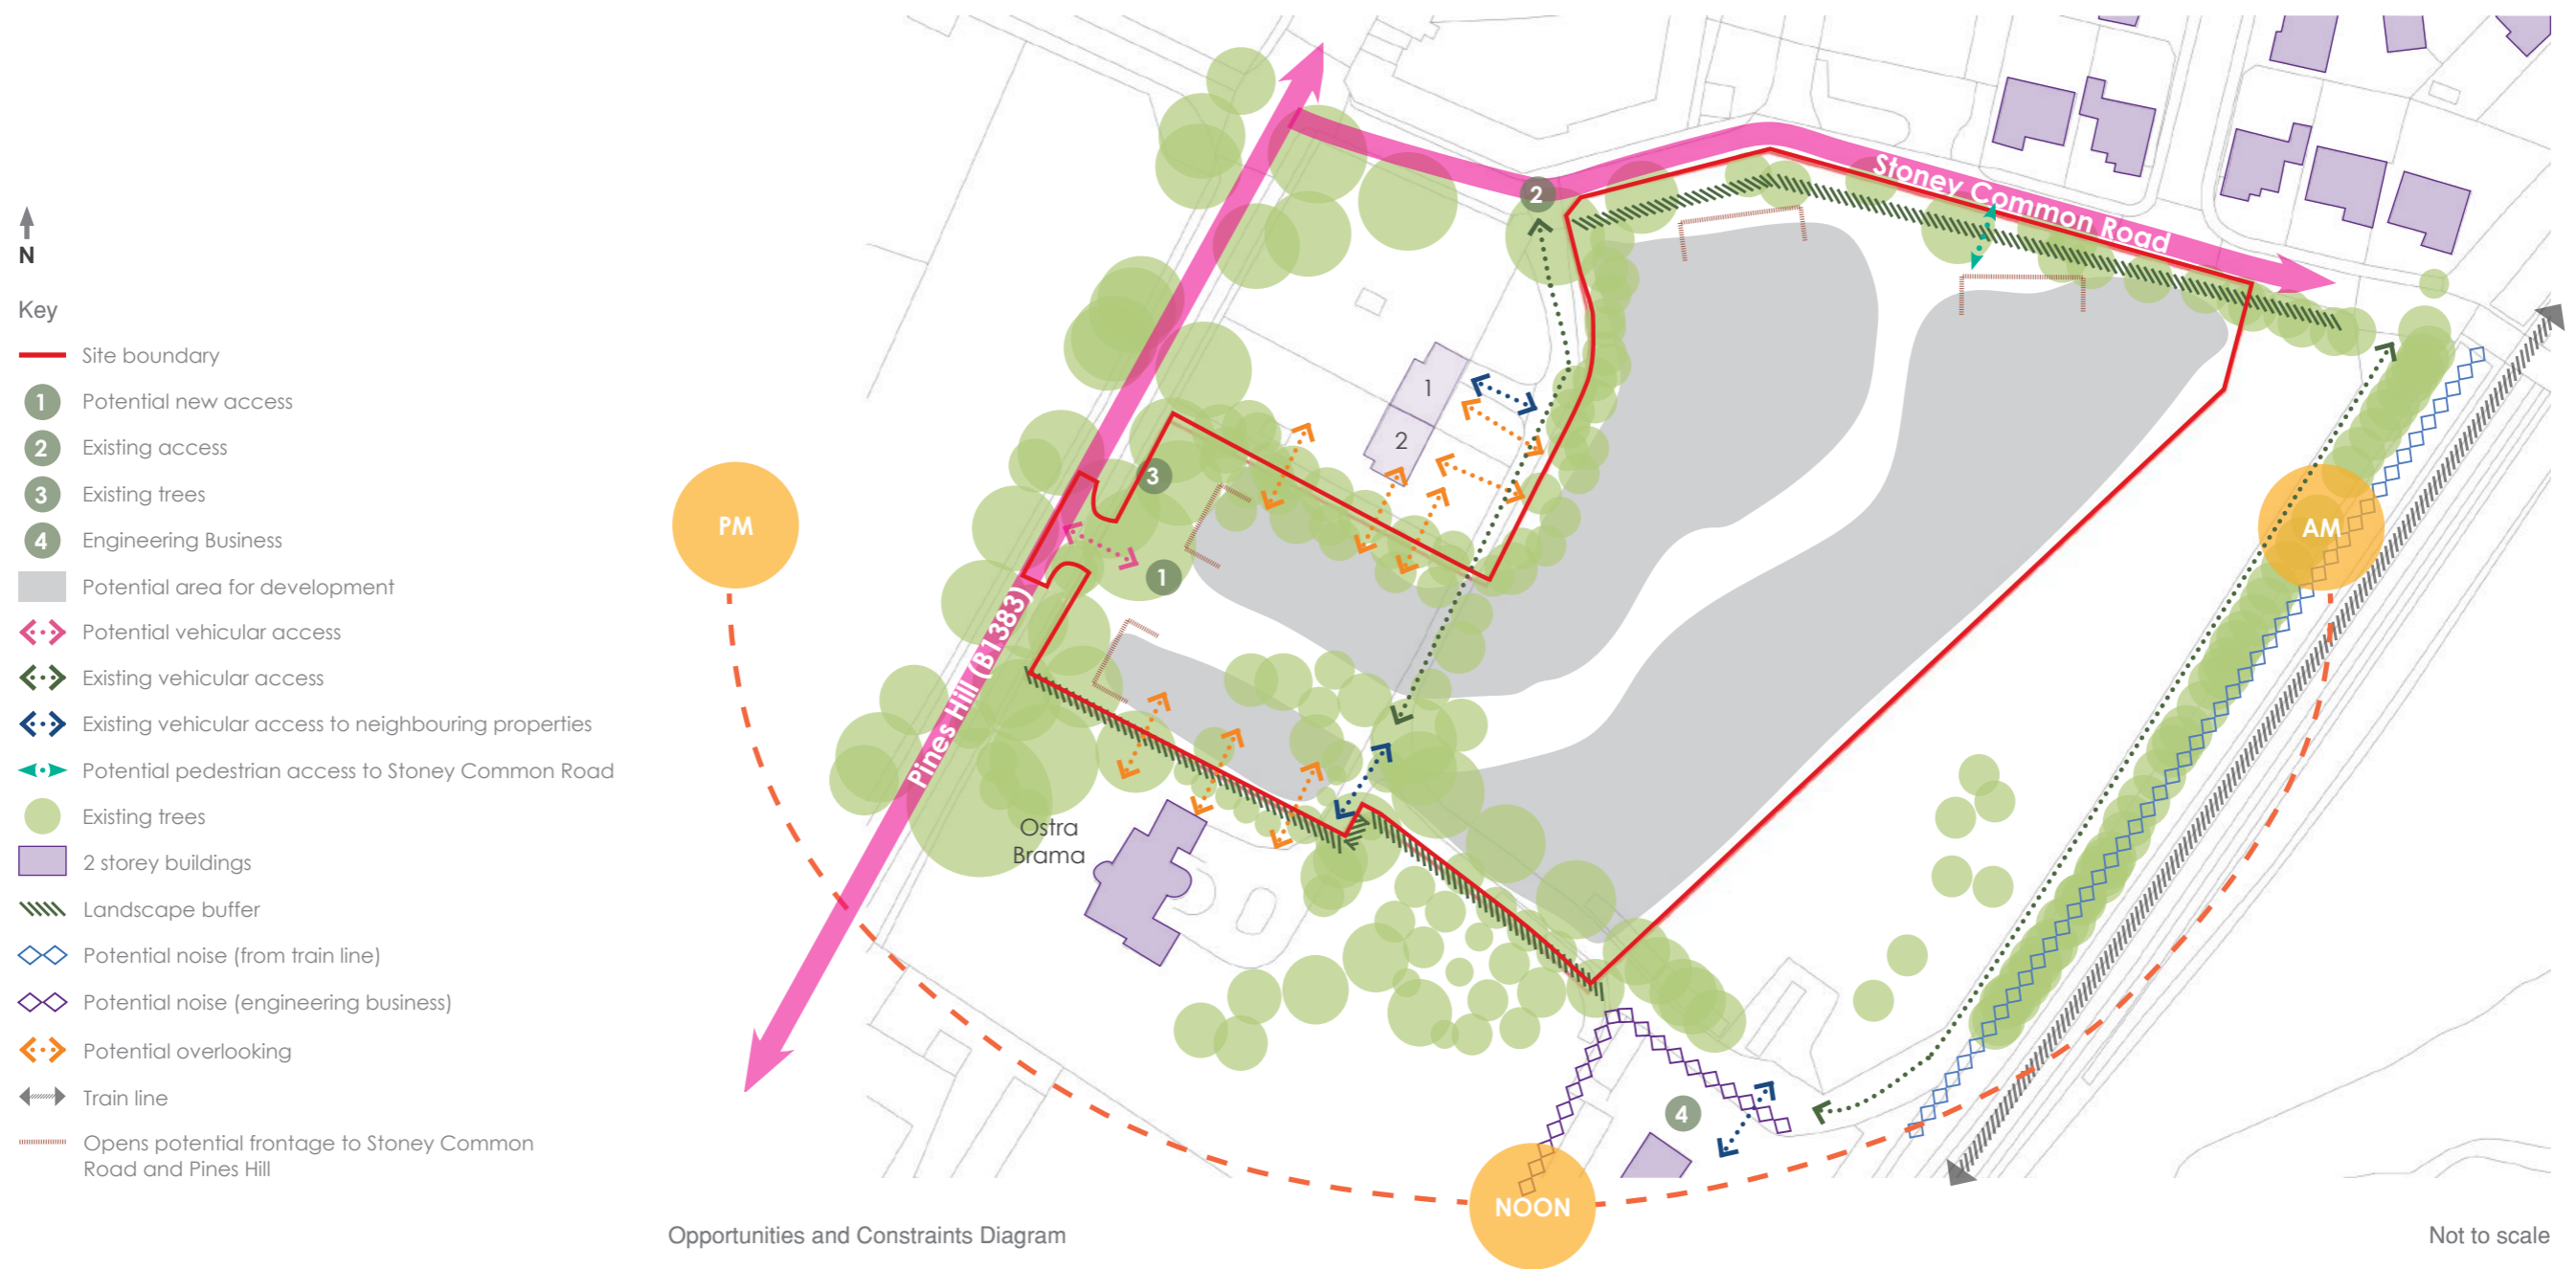 N
Key
Site boundary
1 Potential new access
2 Existing access
3 Existing trees
4 Engineering Business
Potential area for development
Potential vehicular access
Existing vehicular access
Existing vehicular access to neighbouring properties
Potential pedestrian access to Stoney Common Road
Existing trees
2 storey buildings
Landscape buffer
Potential noise (from train line)
Potential noise (engineering business)
Potential overlooking
Train line
Opens potential frontage to Stoney Common
Road and Pines Hill
2
Stoney Common Road
1
2
3
PM
AM
1
Pines Hill (B1383)
Ostra
Brama
4
NOON
Opportunities and Constraints Diagram
Not to scale